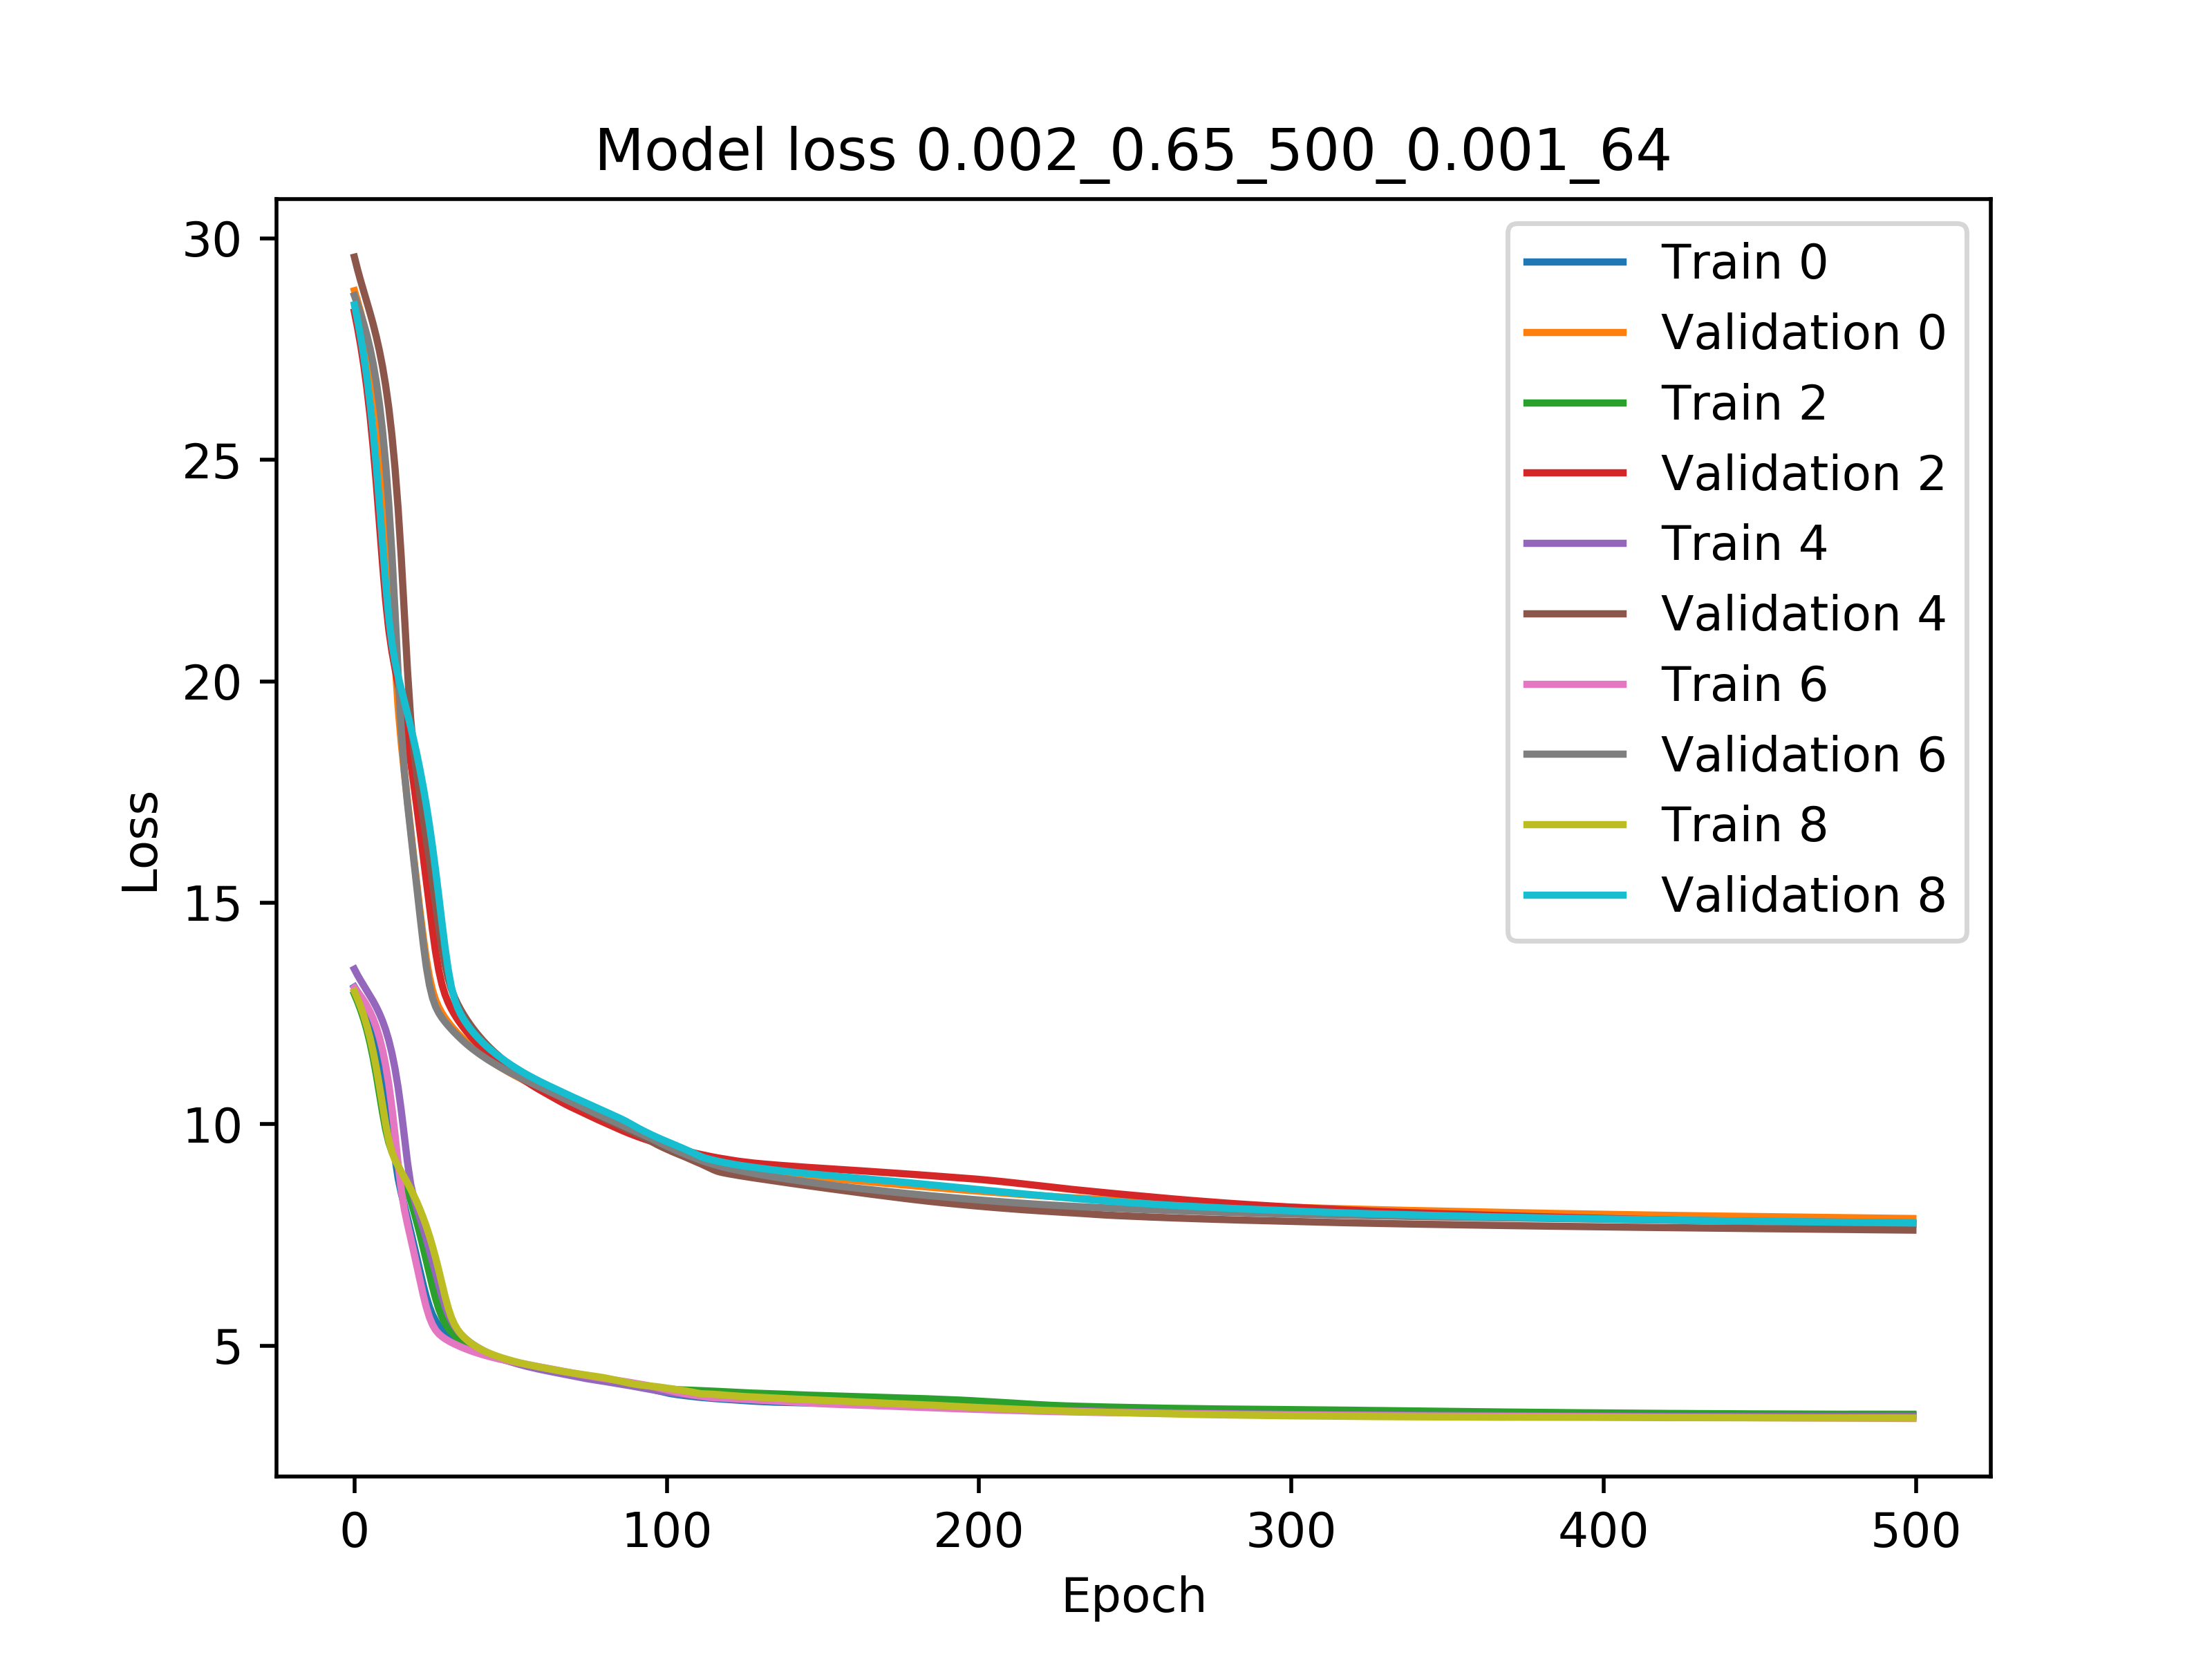 Model loss 0.002_0.65_500_0.001_64
30
25
20
15
10
5
Loss
Train 0
Validation 0
Train 2
Validation 2
Train 4
Validation 4
Train 6
Validation 6
Train 8
Validation 8
0 100 200 300 400 500
Epoch